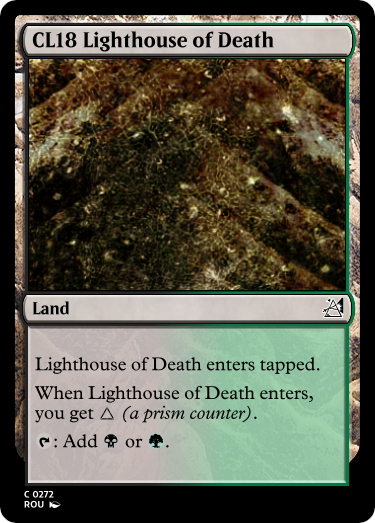 CL18 Lighthouse of Death
Land
Lighthouse of Death enters tapped.
When Lighthouse of Death enters,
you get △ (a prism counter).
: Add or .
C 0272
ROU